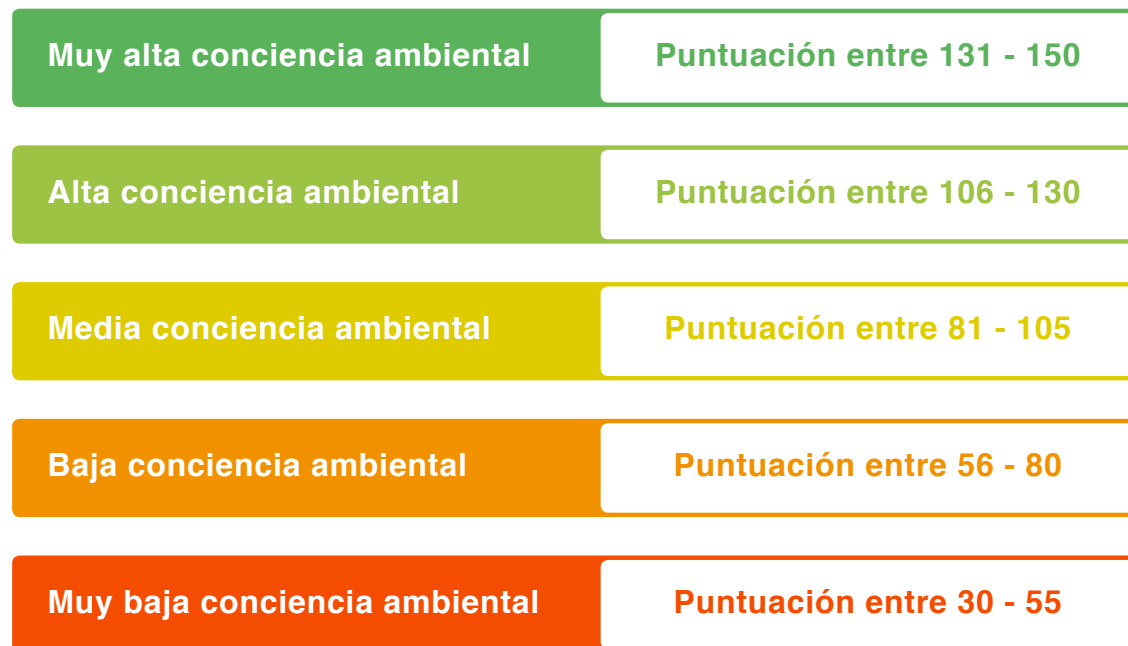 Muy alta conciencia ambiental Puntuación entre 131 - 150
Alta conciencia ambiental Puntuación entre 106 - 130
Media conciencia ambiental Puntuación entre 81 - 105
Baja conciencia ambiental Puntuación entre 56 - 80
Muy baja conciencia ambiental Puntuación entre 30 - 55